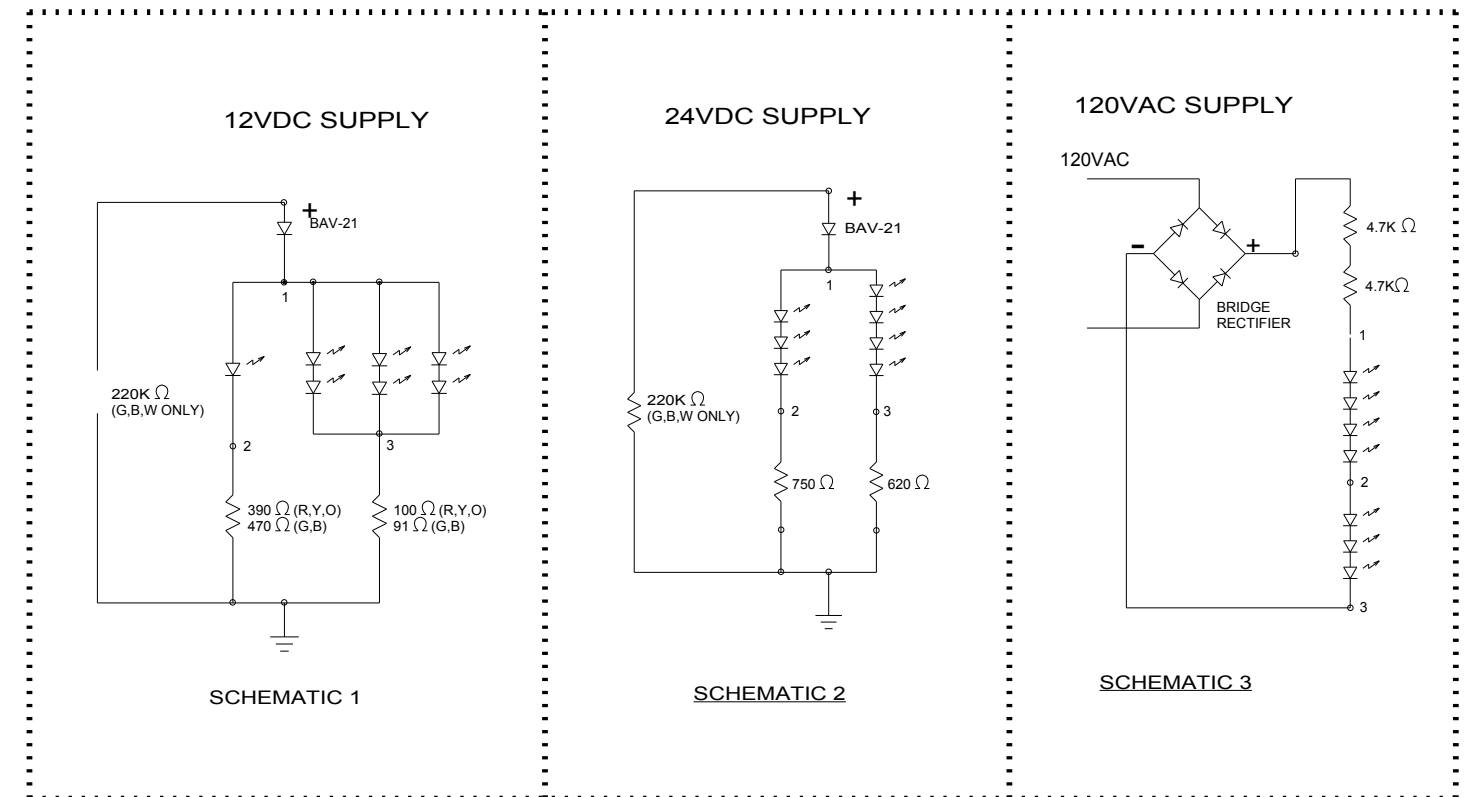 12VDC SUPPLY
+
BAV-21
1
220K Ω
(G,B,W ONLY)
2
3
390 Ω (R,Y,O)
470 Ω (G,B)
100 Ω (R,Y,O)
91 Ω (G,B)
SCHEMATIC 1
24VDC SUPPLY
+
BAV-21
1
220K Ω
(G,B,W ONLY)
2
3
750 Ω
620 Ω
SCHEMATIC 2
120VAC SUPPLY
120VAC
-
+
BRIDGE
RECTIFIER
4.7K Ω
4.7KΩ
1
2
3
SCHEMATIC 3